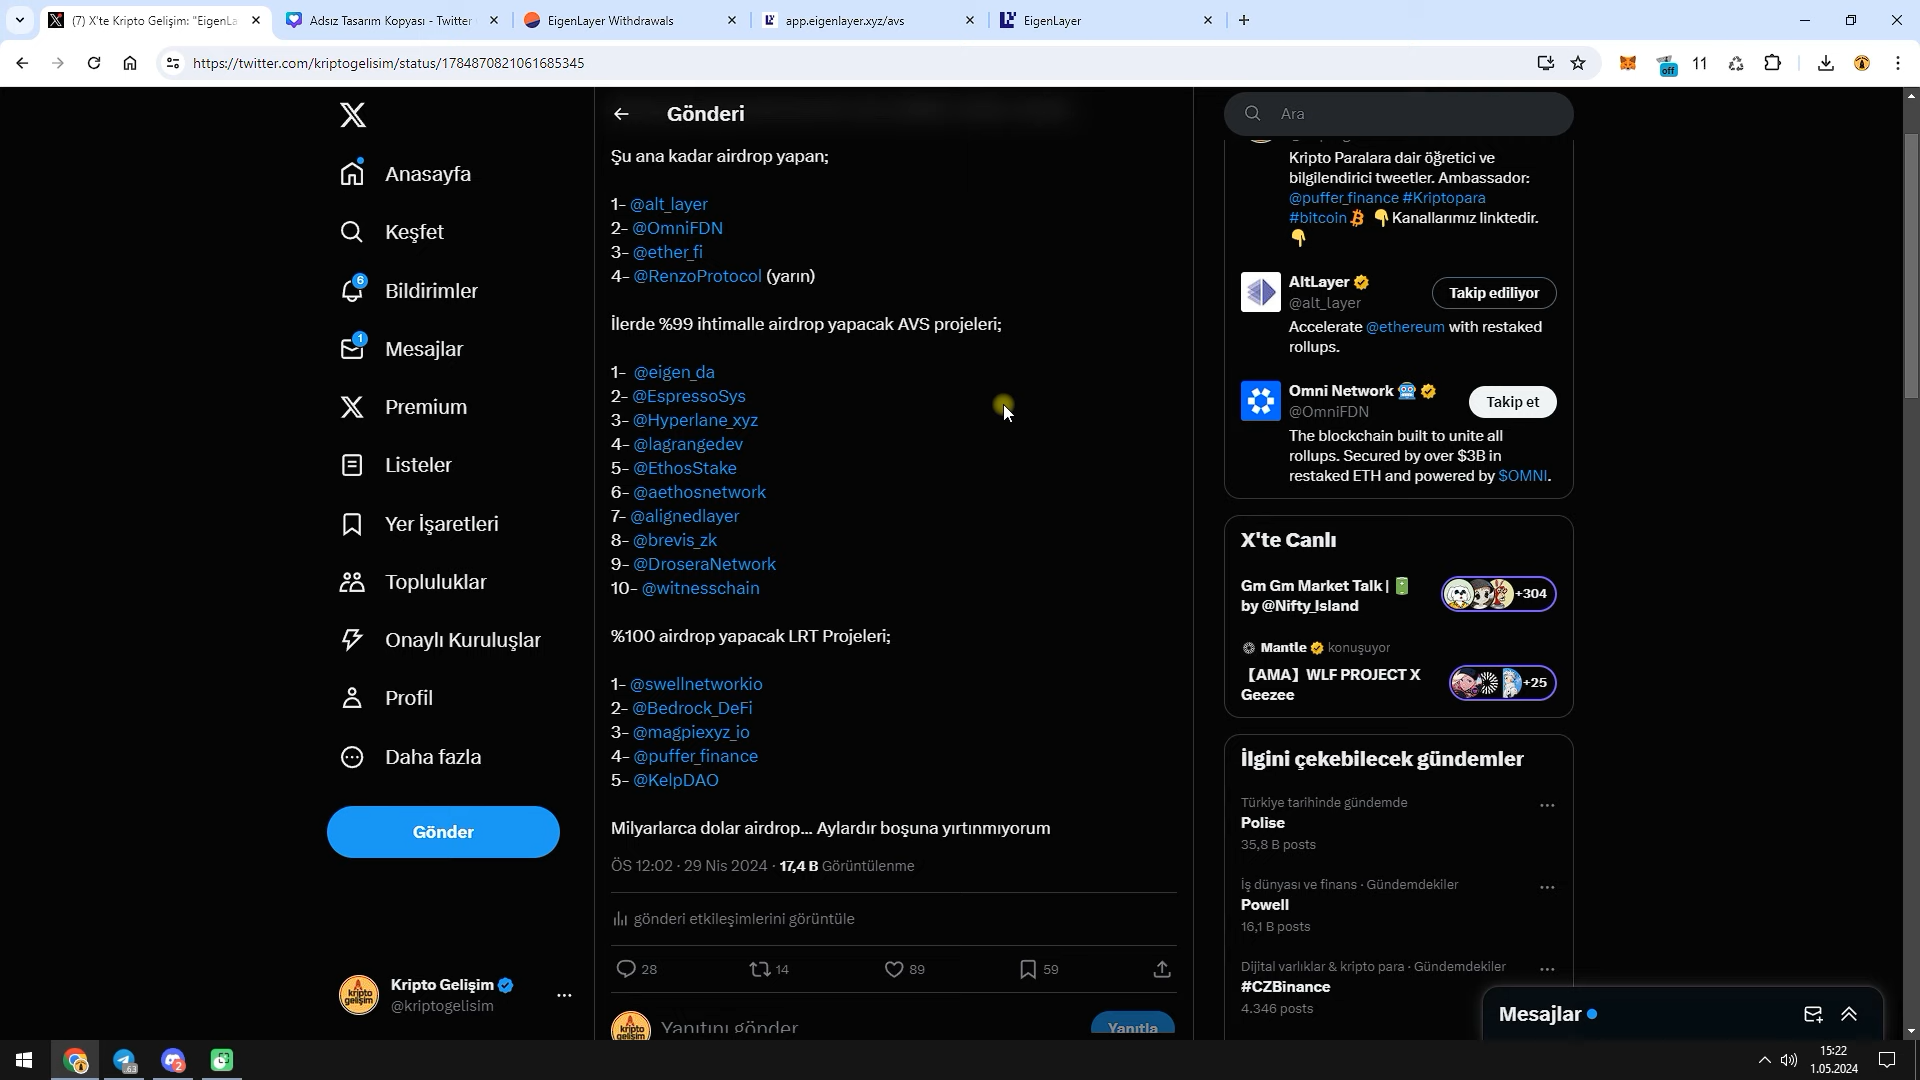 (7) X'te Kripto Gelişim: "EigenLa
Adsız Tasarım Kopyası - Twitter
EigenLayer Withdrawals
app.eigenlayer.xyz/avs
EigenLayer
https://twitter.com/kriptogelisim/status/1784870821061685345
off
11
Anasayfa
Keşfet
6
Bildirimler
1
Mesajlar
Premium
Listeler
Yer İşaretleri
Topluluklar
Onaylı Kuruluşlar
Profil
Daha fazla
Gönder
kripto
gelişim
Kripto Gelişim
@kriptogelisim
Gönderi
Şu ana kadar airdrop yapan;
1- @alt_layer
2- @OmniFDN
3- @ether_fi
4- @RenzoProtocol (yarın)
İlerde %99 ihtimalle airdrop yapacak AVS projeleri;
1- @eigen_da
2- @EspressoSys
3- @Hyperlane_xyz
4- @lagrangedev
5- @EthosStake
6- @aethosnetwork
7- @alignedlayer
8- @brevis_zk
9- @DroseraNetwork
10- @witnesschain
%100 airdrop yapacak LRT Projeleri;
1- @swellnetworkio
2- @Bedrock_DeFi
3- @magpiexyz_io
4- @puffer_finance
5- @KelpDAO
Milyarlarca dolar airdrop... Aylardır boşuna yırtınmıyorum
ÖS 12:02 · 29 Nis 2024 · 17,4 B Görüntülenme
gönderi etkileşimlerini görüntüle
28
14
89
59
kripto
gelişim
Yanıtını gönder
Yanıtla
Ara
Kripto Paralara dair öğretici ve
bilgilendirici tweetler. Ambassador:
@puffer_finance #Kriptopara
#bitcoin 👇Kanallarımız linktedir.
👇
AltLayer
@alt_layer
Takip ediliyor
Accelerate @ethereum with restaked
rollups.
Omni Network
@OmniFDN
Takip et
The blockchain built to unite all
rollups. Secured by over $3B in
restaked ETH and powered by $OMNI.
X'te Canlı
Gm Gm Market Talk |
by @Nifty_Island
+304
Mantle konuşuyor
【AMA】WLF PROJECT X
Geezee
+25
İlgini çekebilecek gündemler
Türkiye tarihinde gündemde
Polise
35,8 B posts
İş dünyası ve finans · Gündemdekiler
Powell
16,1 B posts
Dijital varlıklar & kripto para · Gündemdekiler
#CZBinance
4.346 posts
Mesajlar
63
2
15:22
1.05.2024